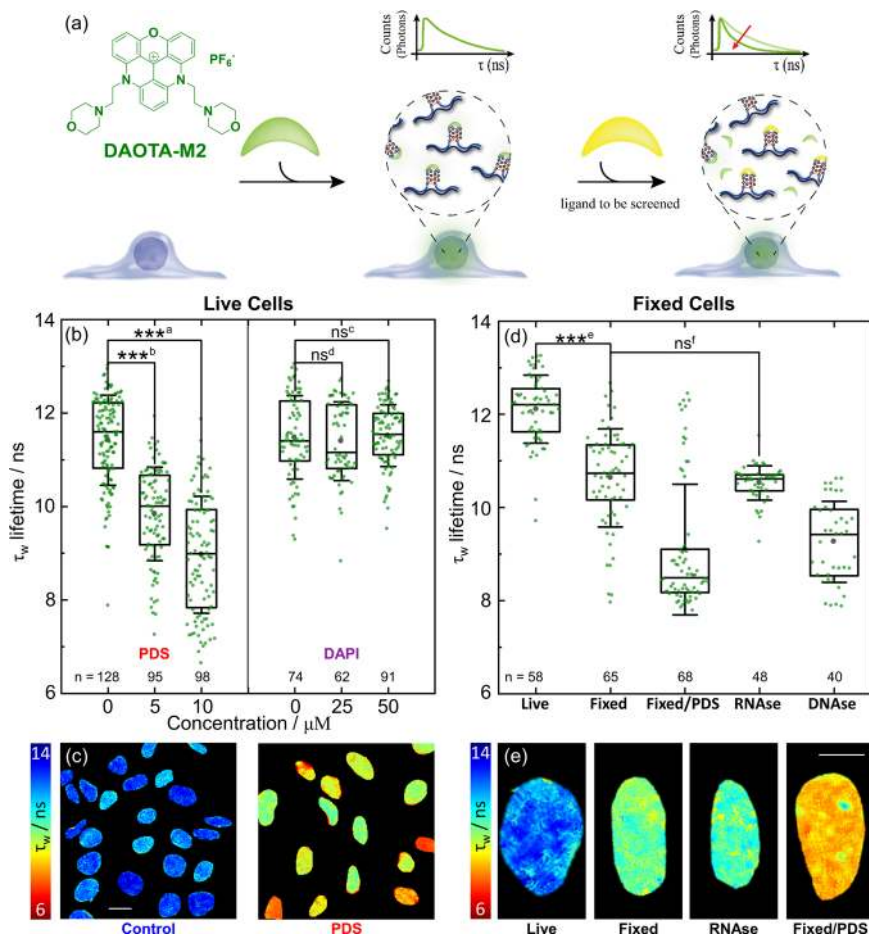 (a)
O
N
N
PF₆⁻
N
N
O
O
DAOTA-M2
Counts
(Photons)
τ (ns)
Counts
(Photons)
τ (ns)
ligand to be screened
Live Cells
(b)
14
12
10
8
6
τw lifetime / ns
***ᵃ
***ᵇ
nsᶜ
nsᵈ
PDS
DAPI
n = 128 95 98 74 62 91
0 5 10 0 25 50
Concentration / μM
Fixed Cells
(d)
14
12
10
8
6
τw lifetime / ns
***ᵉ
nsᶠ
n = 58 65 68 48 40
Live Fixed Fixed/PDS RNAse DNAse
(c)
14
τw / ns
6
Control
PDS
(e)
14
τw / ns
6
Live Fixed RNAse Fixed/PDS